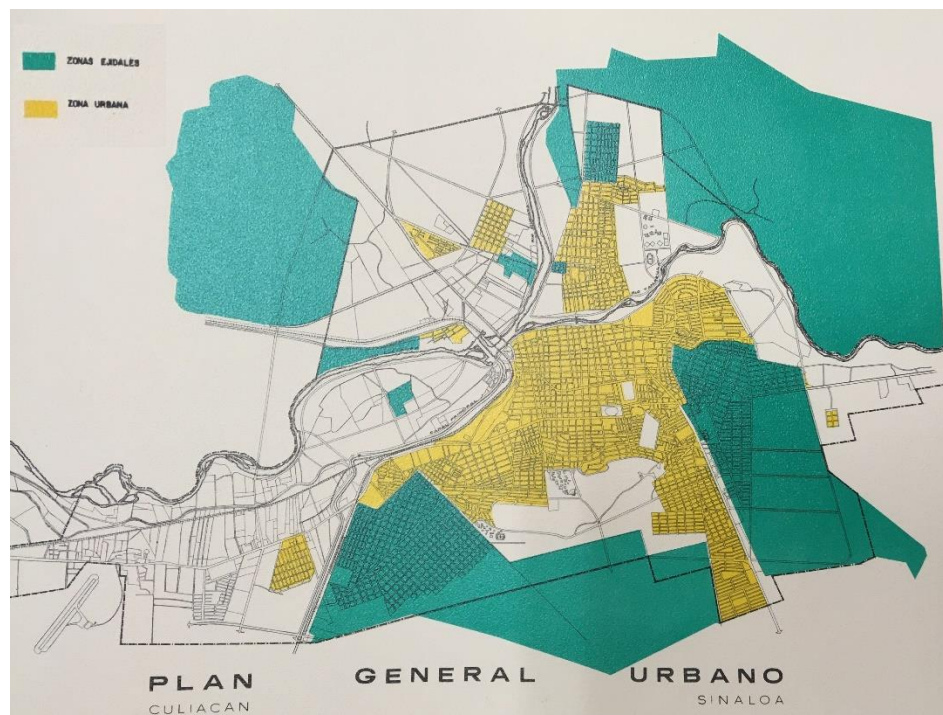 ZONAS EJIDALES
ZONA URBANA
PLAN GENERAL URBANO
CULIACAN SINALOA